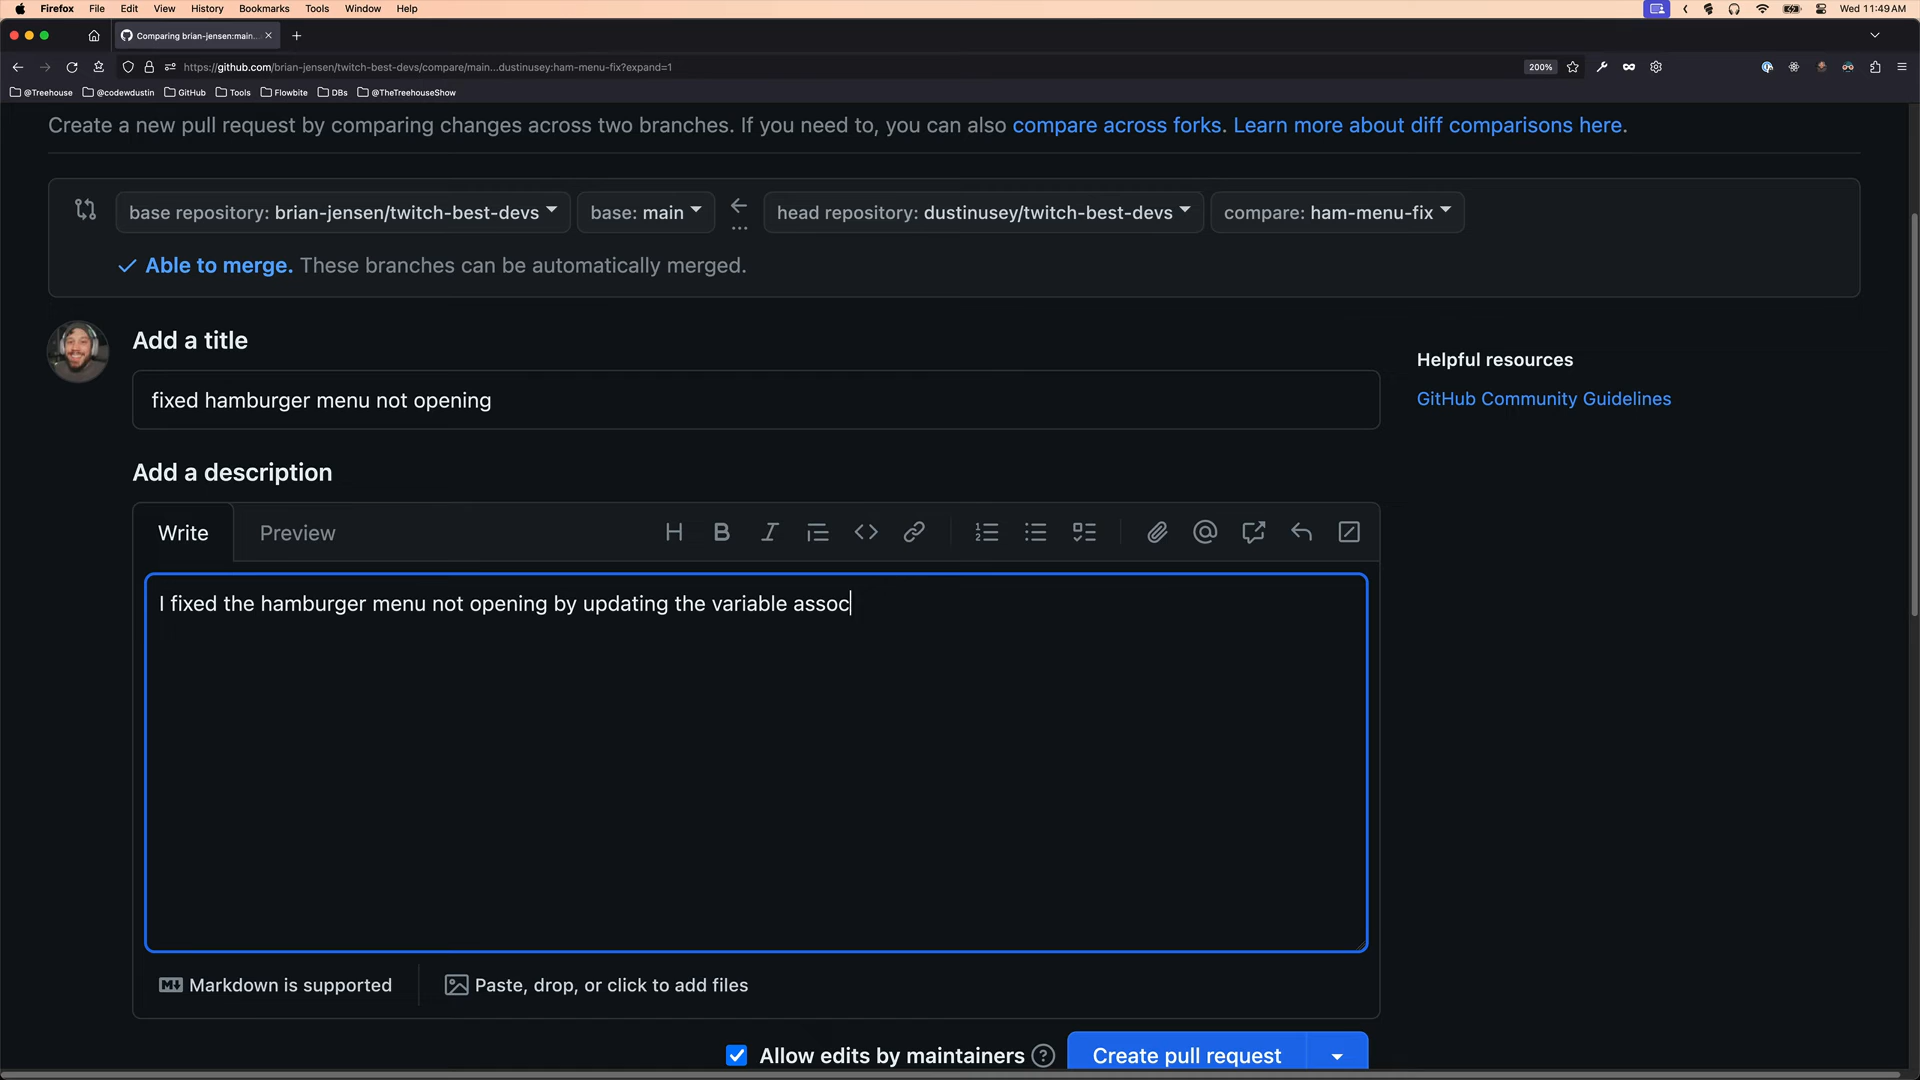 Firefox File Edit View History Bookmarks Tools Window Help Wed 11:49 AM
Comparing brian-jensen:main...
https://github.com/brian-jensen/twitch-best-devs/compare/main...dustinusey:ham-menu-fix?expand=1 200%
@Treehouse @codewdustin GitHub Tools Flowbite DBs @TheTreehouseShow
Create a new pull request by comparing changes across two branches. If you need to, you can also compare across forks. Learn more about diff comparisons here.
base repository: brian-jensen/twitch-best-devs base: main ... head repository: dustinusey/twitch-best-devs compare: ham-menu-fix
Able to merge. These branches can be automatically merged.
Add a title
Helpful resources
fixed hamburger menu not opening
GitHub Community Guidelines
Add a description
Write Preview
I fixed the hamburger menu not opening by updating the variable assoc
Markdown is supported Paste, drop, or click to add files
Allow edits by maintainers Create pull request